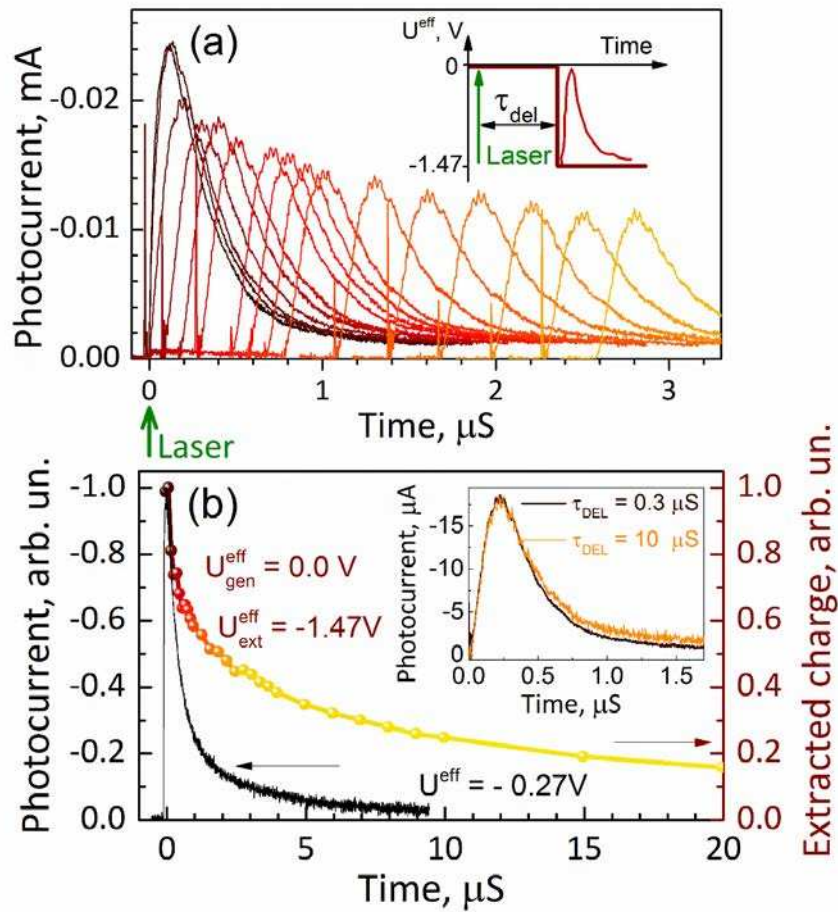 (a)
U^eff, V
Time
0
τ_del
Laser
-1.47
Photocurrent, mA
-0.02
-0.01
0.00
0 1 2 3
Time, μS
Laser
(b)
Photocurrent, arb. un.
-1.0
-0.8
-0.6
-0.4
-0.2
0.0
U^eff_gen = 0.0 V
U^eff_ext = -1.47V
U^eff = - 0.27V
Photocurrent, μA
-15
-10
-5
0
τ_DEL = 0.3 μS
τ_DEL = 10 μS
0.0 0.5 1.0 1.5
Time, μS
1.0
0.8
0.6
0.4
0.2
0.0
Extracted charge, arb. un.
0 5 10 15 20
Time, μS